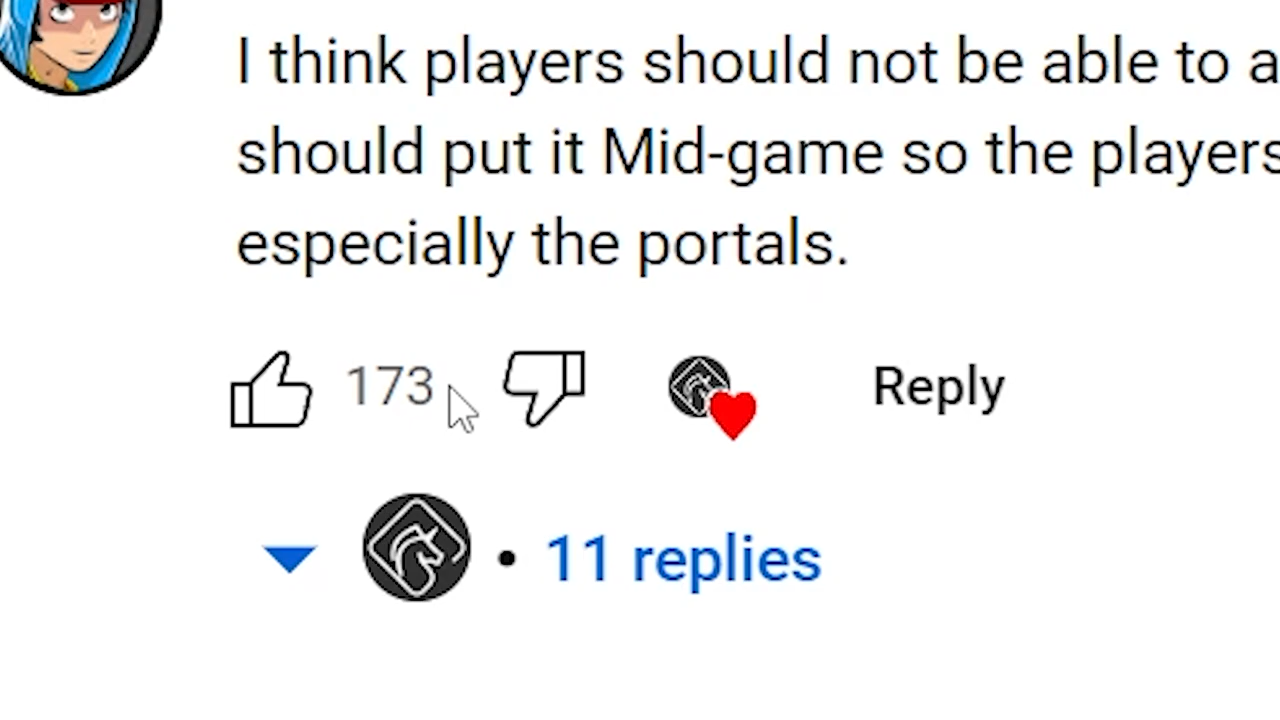 I think players should not be able to a
should put it Mid-game so the players
especially the portals.
173 Reply
• 11 replies